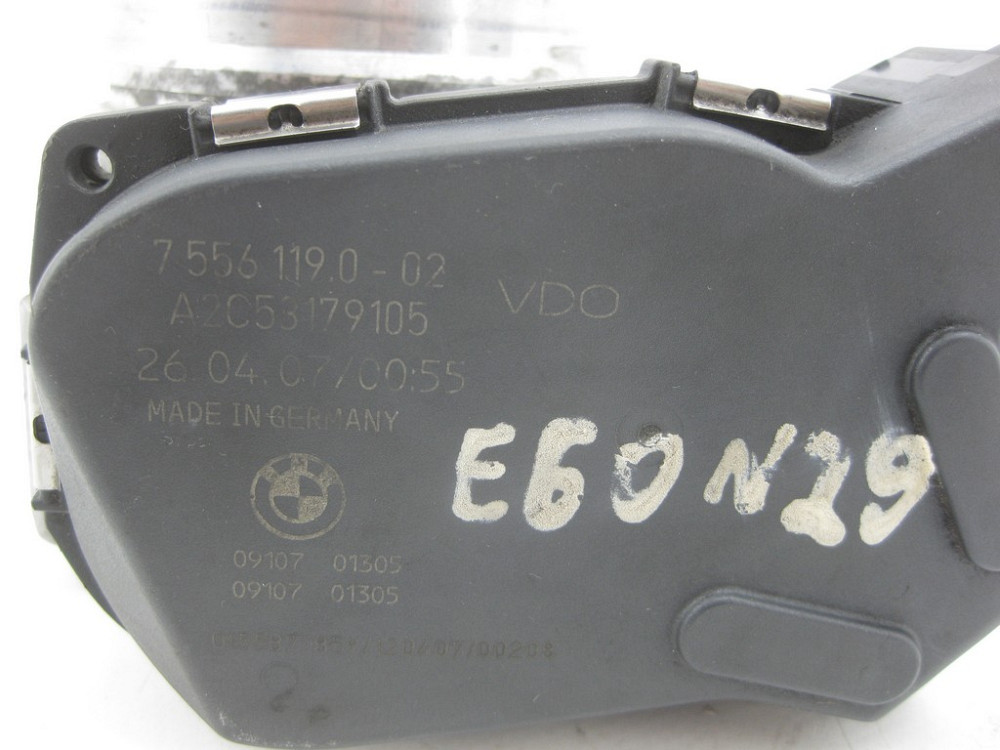 7 556 119.0 - 02
A2C53179105
VDO
26.04.07/00:55
MADE IN GERMANY
E60N29
09107 01305
09107 01305